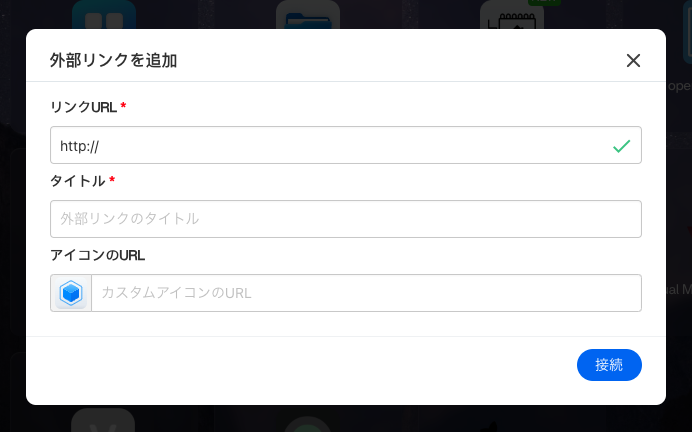 外部リンクを追加
リンクURL *
http://
タイトル *
外部リンクのタイトル
アイコンのURL
カスタムアイコンのURL
接続